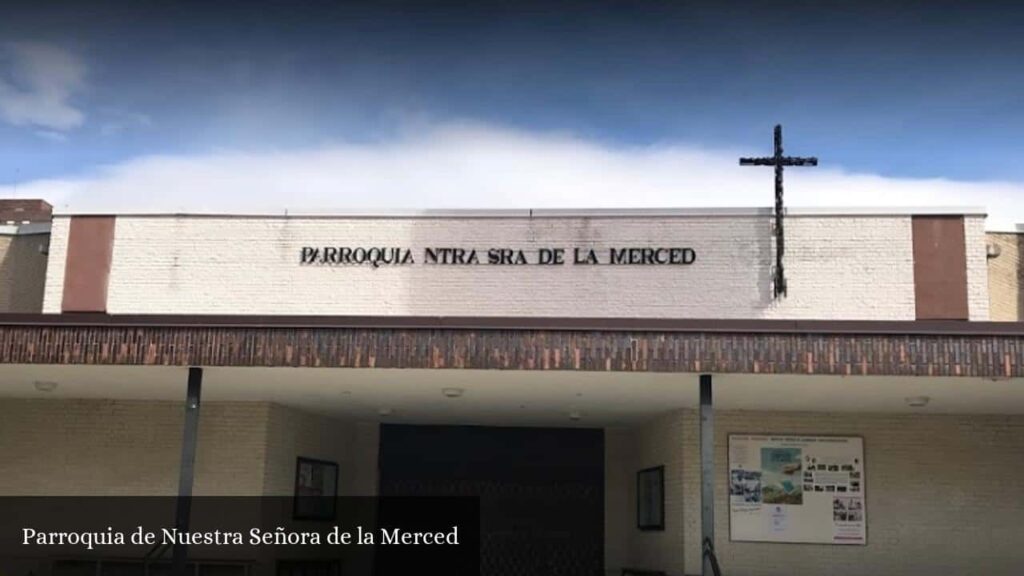 PARROQUIA NTRA SRA DE LA MERCED
Parroquia de Nuestra Señora de la Merced